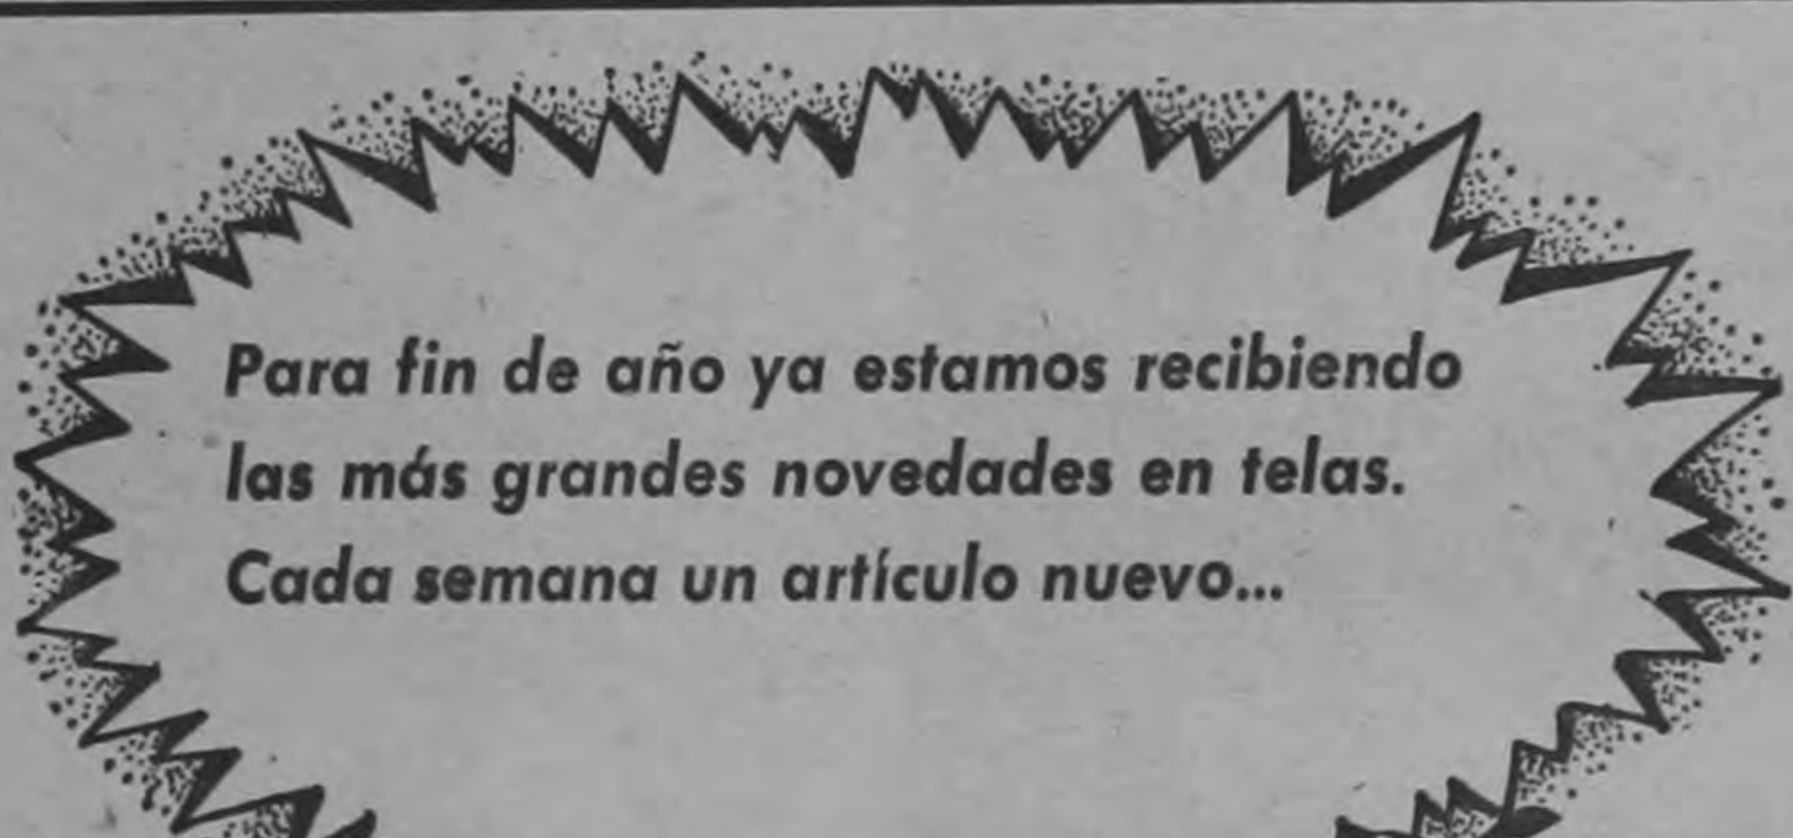 Para fin de año ya estamos recibiendo
las más grandes novedades en telas.
Cada semana un artículo nuevo...